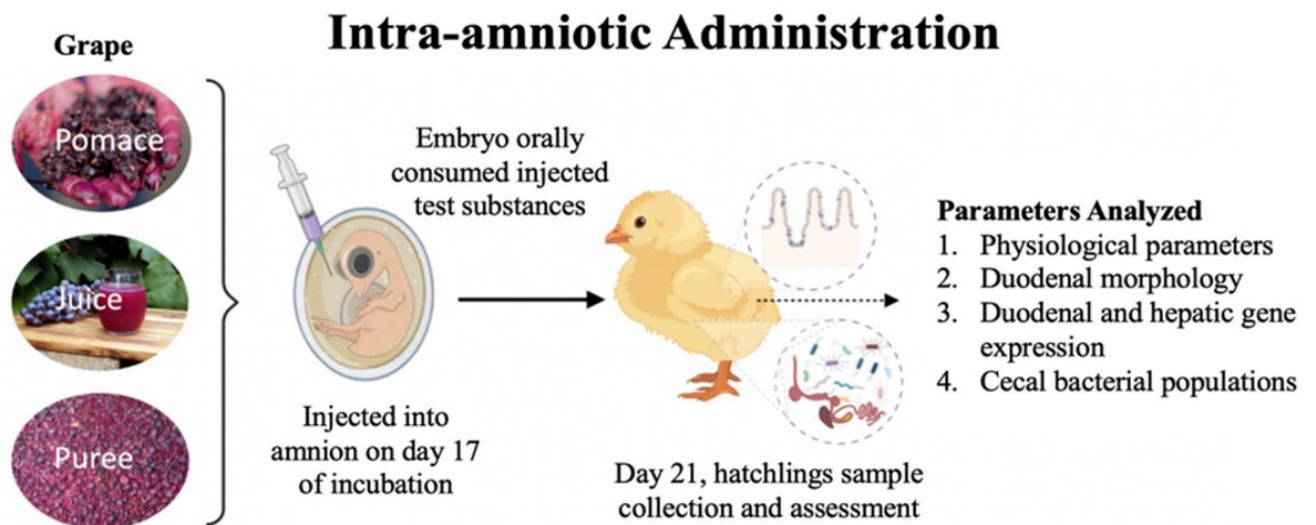 Intra-amniotic Administration
Grape
Pomace
Juice
Puree
Embryo orally
consumed injected
test substances
Injected into
amnion on day 17
of incubation
Day 21, hatchlings sample
collection and assessment
Parameters Analyzed
1. Physiological parameters
2. Duodenal morphology
3. Duodenal and hepatic gene
expression
4. Cecal bacterial populations